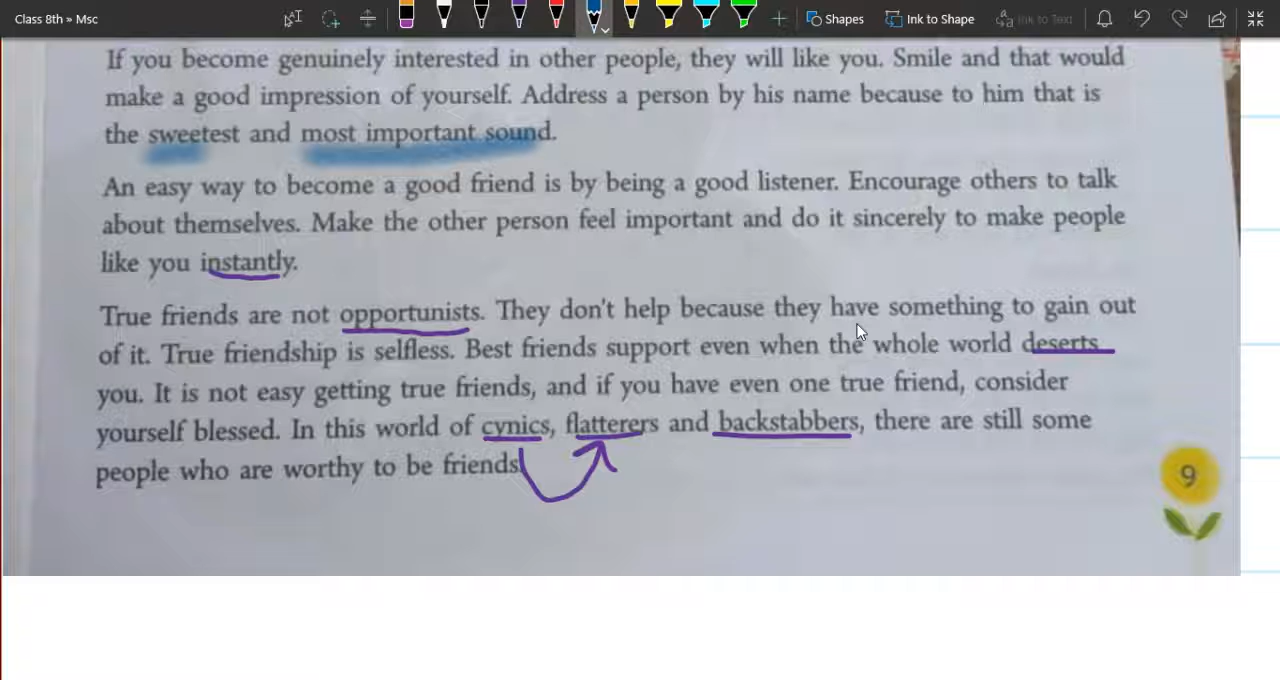 Class 8th » Msc
Shapes
Ink to Shape
Ink to Text
If you become genuinely interested in other people, they will like you. Smile and that would
make a good impression of yourself. Address a person by his name because to him that is
the sweetest and most important sound.
An easy way to become a good friend is by being a good listener. Encourage others to talk
about themselves. Make the other person feel important and do it sincerely to make people
like you instantly.
True friends are not opportunists. They don't help because they have something to gain out
of it. True friendship is selfless. Best friends support even when the whole world deserts
you. It is not easy getting true friends, and if you have even one true friend, consider
yourself blessed. In this world of cynics, flatterers and backstabbers, there are still some
people who are worthy to be friends.
9